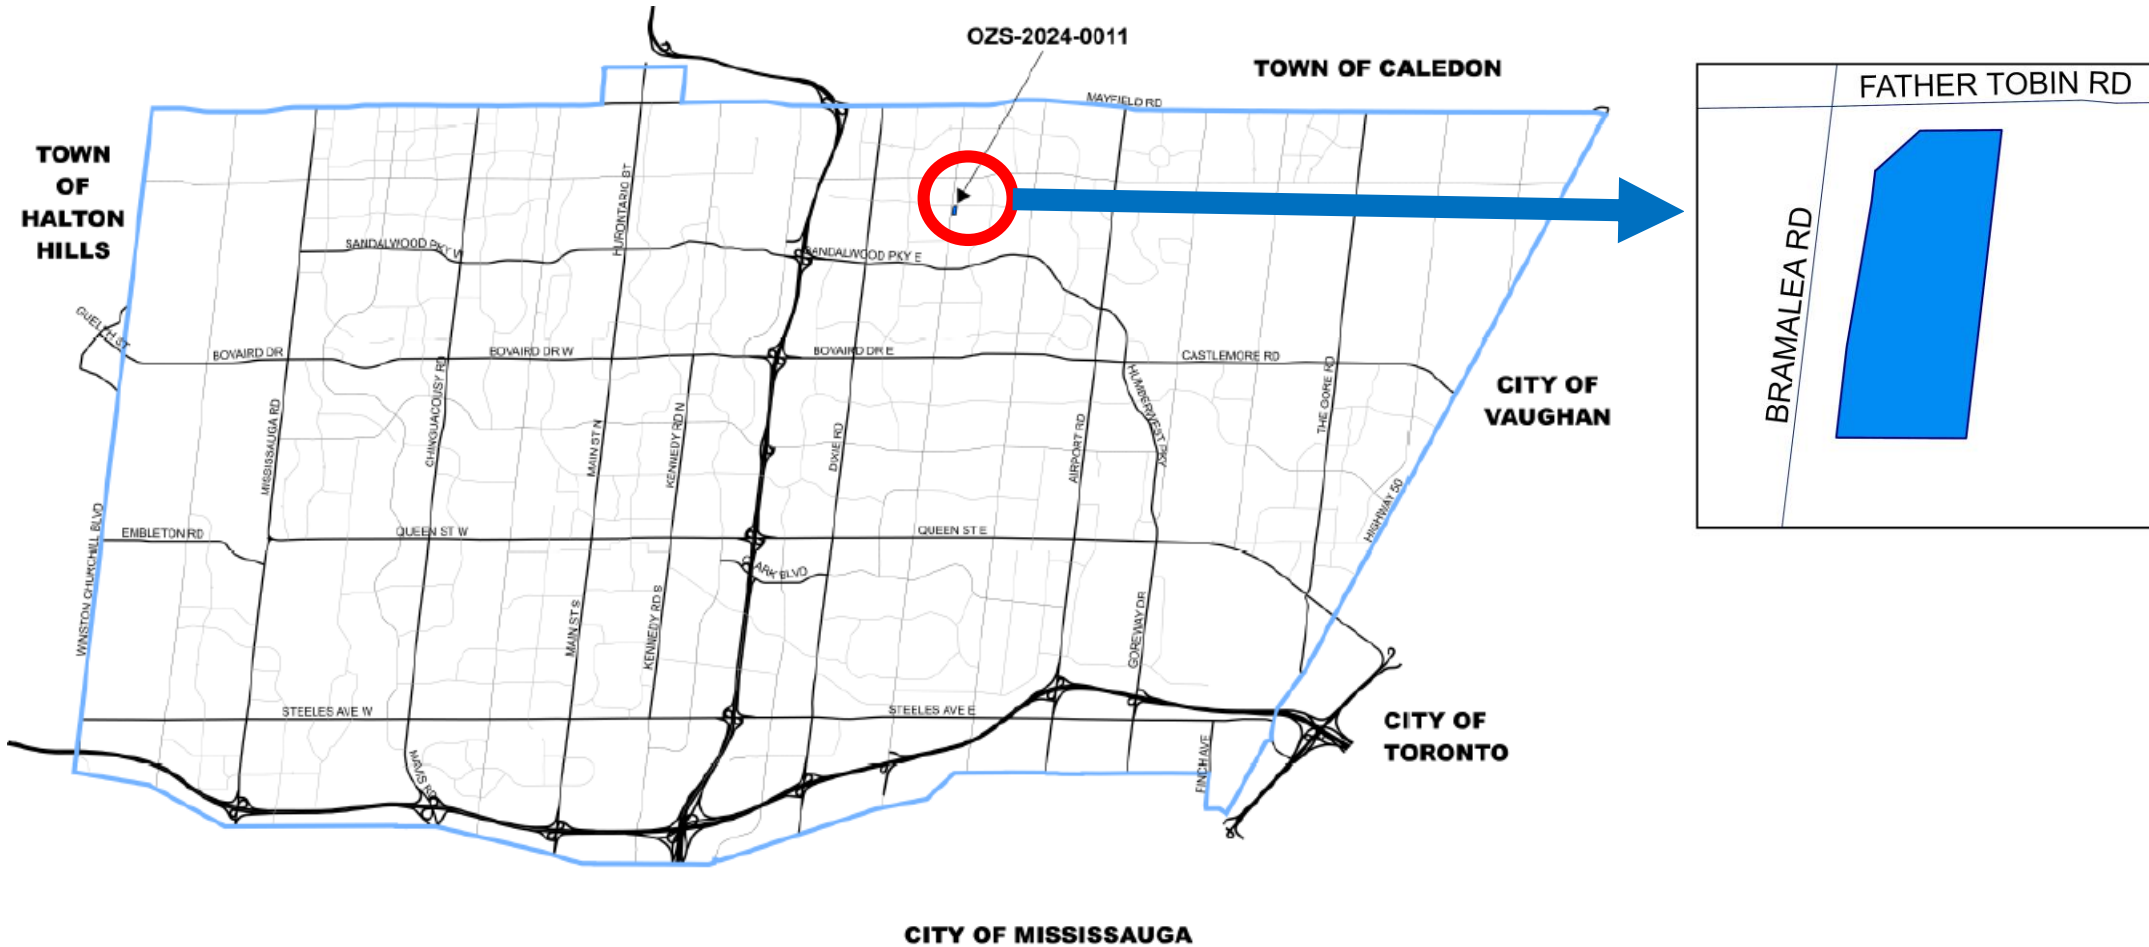 OZS-2024-0011
TOWN OF CALEDON
MAYFIELD RD
FATHER TOBIN RD
BRAMALEA RD
TOWN
OF
HALTON
HILLS
HURONTARIO ST
SANDALWOOD PKY W
SANDALWOOD PKY E
GUELPH ST
BOVAIRD DR
BOVAIRD DR W
BOVAIRD DR E
CASTLEMORE RD
CITY OF
VAUGHAN
MISSISSAUGA RD
CHINGUACOUSY RD
MAIN ST N
KENNEDY RD N
DIXIE RD
AIRPORT RD
HUMBERWEST PKY
THE GORE RD
HIGHWAY 50
WINSTON CHURCHILL BLVD
EMBLETON RD
QUEEN ST W
QUEEN ST E
CLARK BLVD
MAIN ST S
KENNEDY RD S
GOREWAY DR
STEELES AVE W
STEELES AVE E
MAVIS RD
FINCH AVE
CITY OF
TORONTO
CITY OF MISSISSAUGA